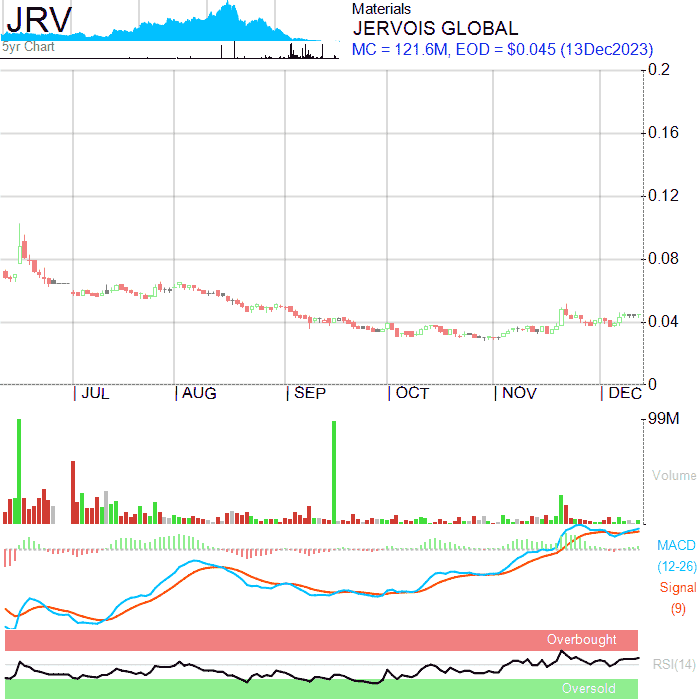 JRV
5yr Chart
Materials
JERVOIS GLOBAL
MC = 121.6M, EOD = $0.045 (13Dec2023)
0.2
0.16
0.12
0.08
0.04
0
JUL
AUG
SEP
OCT
NOV
DEC
99M
Volume
MACD
(12-26)
Signal
(9)
Overbought
RSI(14)
Oversold